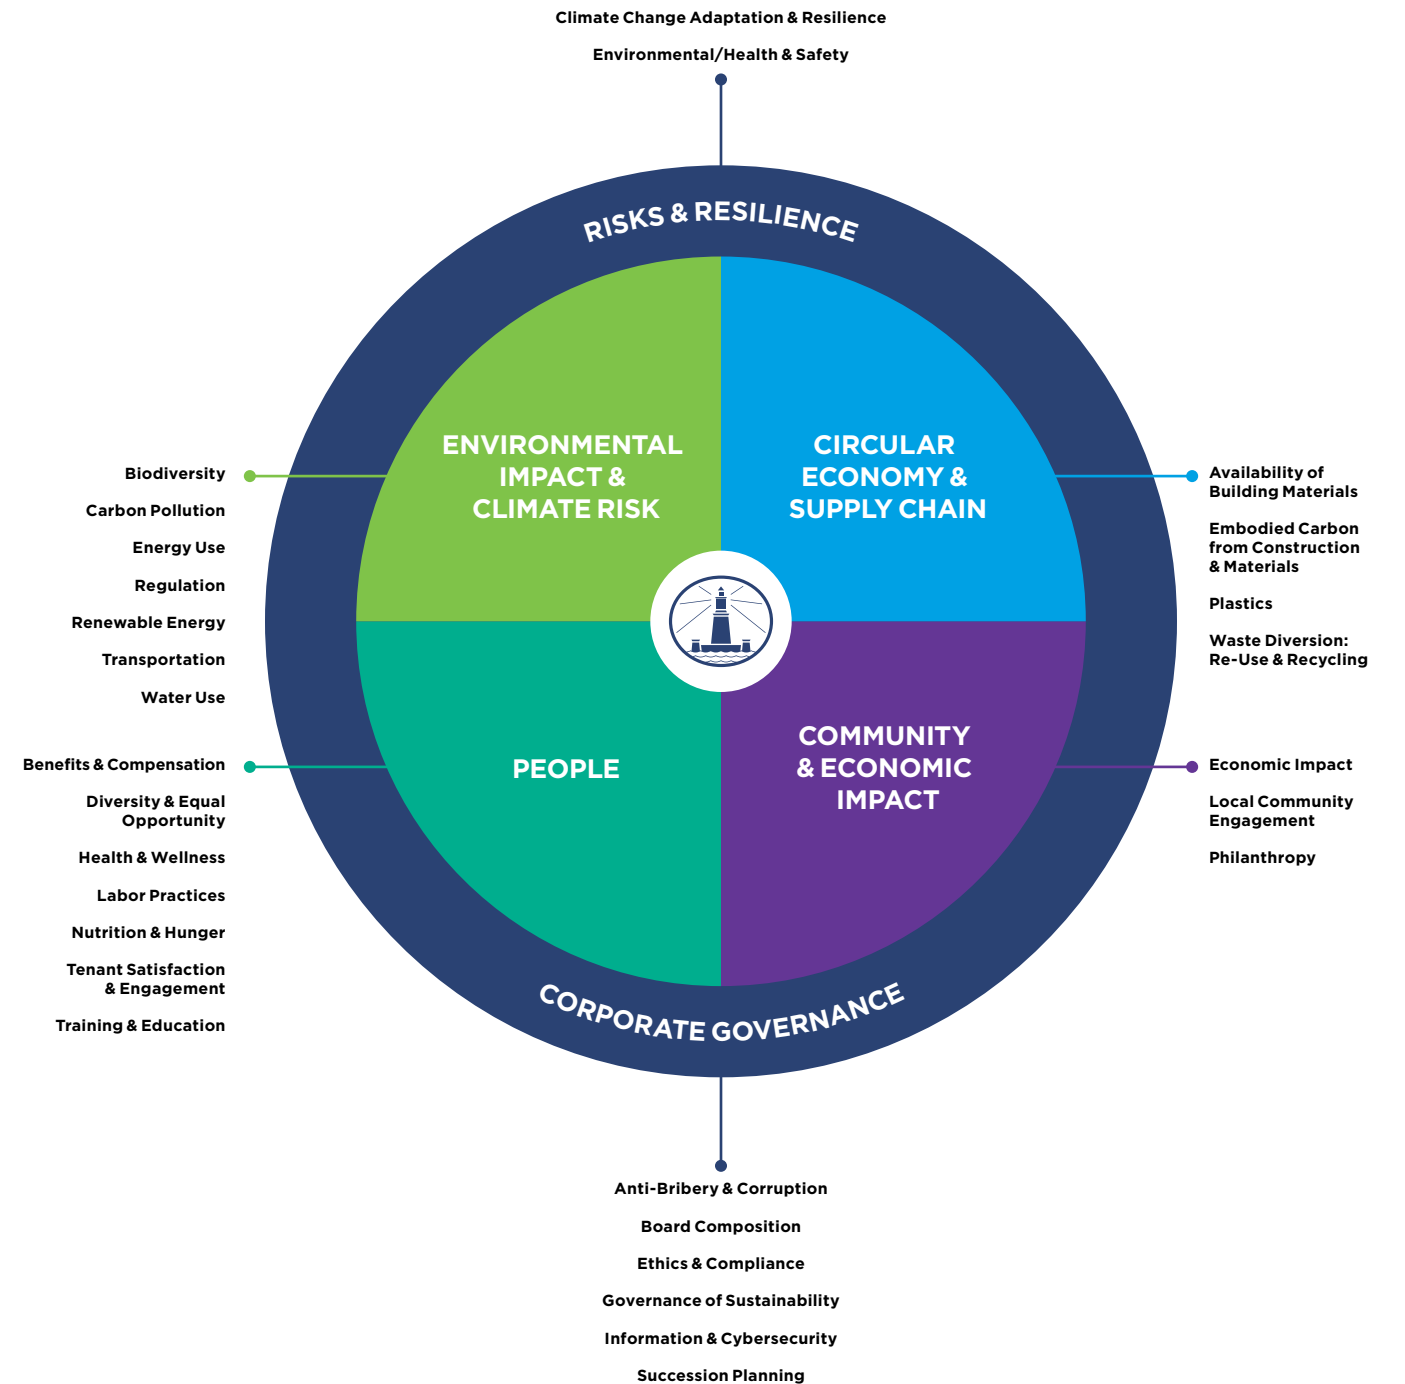 Climate Change Adaptation & Resilience
Environmental/Health & Safety
RISKS & RESILIENCE
ENVIRONMENTAL
IMPACT &
CLIMATE RISK
CIRCULAR
ECONOMY &
SUPPLY CHAIN
Biodiversity
Carbon Pollution
Energy Use
Regulation
Renewable Energy
Transportation
Water Use
Availability of
Building Materials
Embodied Carbon
from Construction
& Materials
Plastics
Waste Diversion:
Re-Use & Recycling
PEOPLE
COMMUNITY
& ECONOMIC
IMPACT
Benefits & Compensation
Diversity & Equal
Opportunity
Health & Wellness
Labor Practices
Nutrition & Hunger
Tenant Satisfaction
& Engagement
Training & Education
Economic Impact
Local Community
Engagement
Philanthropy
CORPORATE GOVERNANCE
Anti-Bribery & Corruption
Board Composition
Ethics & Compliance
Governance of Sustainability
Information & Cybersecurity
Succession Planning